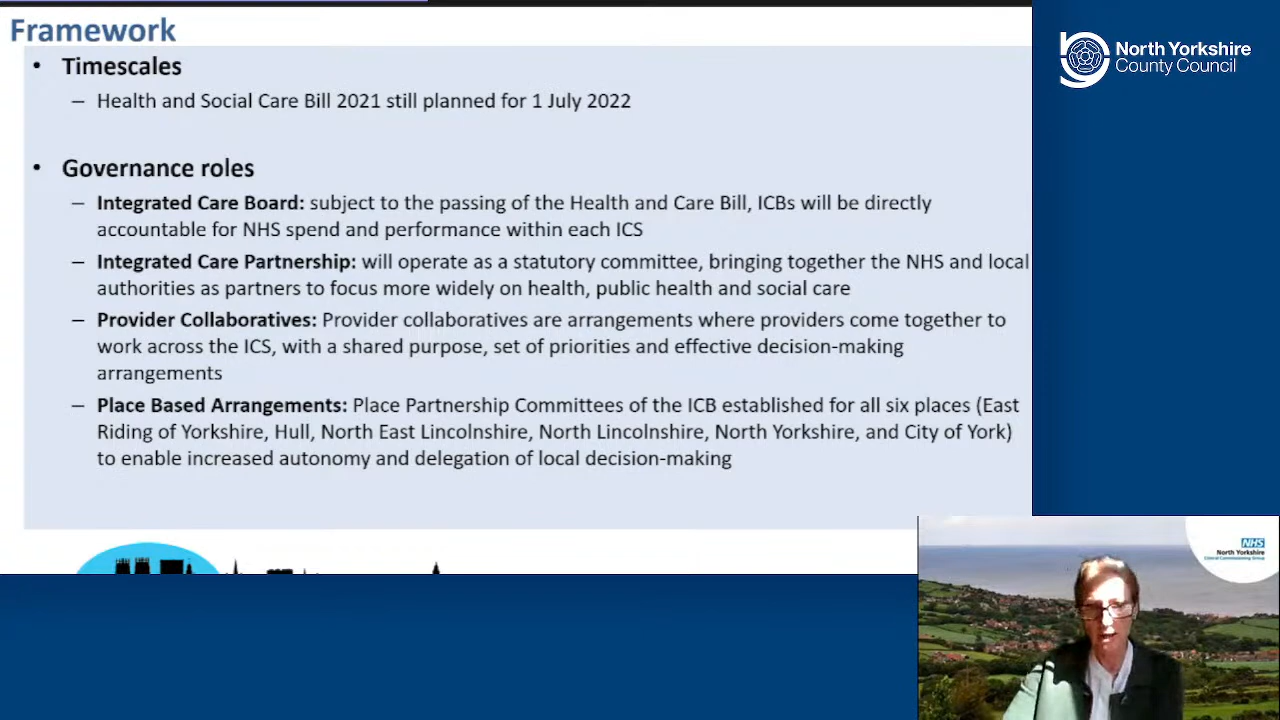 Framework
• Timescales
– Health and Social Care Bill 2021 still planned for 1 July 2022
• Governance roles
– Integrated Care Board: subject to the passing of the Health and Care Bill, ICBs will be directly
accountable for NHS spend and performance within each ICS
– Integrated Care Partnership: will operate as a statutory committee, bringing together the NHS and local
authorities as partners to focus more widely on health, public health and social care
– Provider Collaboratives: Provider collaboratives are arrangements where providers come together to
work across the ICS, with a shared purpose, set of priorities and effective decision-making
arrangements
– Place Based Arrangements: Place Partnership Committees of the ICB established for all six places (East
Riding of Yorkshire, Hull, North East Lincolnshire, North Lincolnshire, North Yorkshire, and City of York)
to enable increased autonomy and delegation of local decision-making
North Yorkshire
County Council
NHS
North Yorkshire
Clinical Commissioning Group